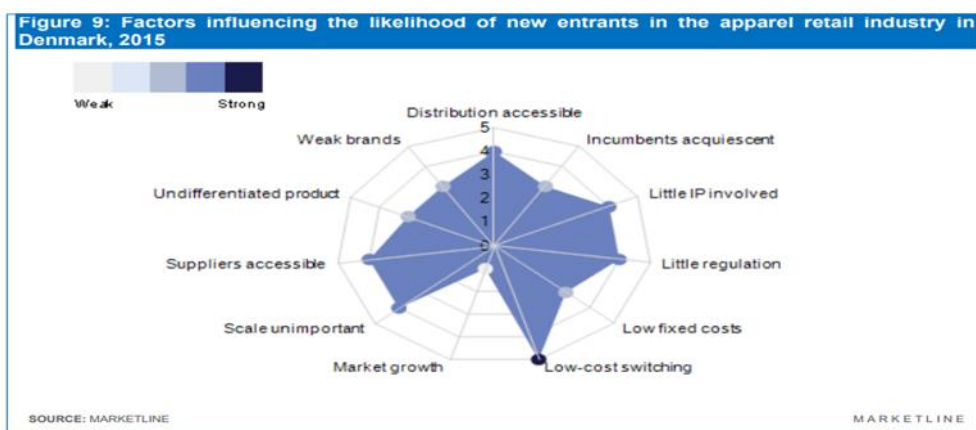 Figure 9: Factors influencing the likelihood of new entrants in the apparel retail industry in
Denmark, 2015
Weak Strong
Distribution accessible
5
Weak brands Incumbents acquiescent
4
3
Undifferentiated product Little IP involved
2
1
0
Suppliers accessible Little regulation
Scale unimportant Low fixed costs
Market growth Low-cost switching
SOURCE: MARKETLINE MARKETLINE